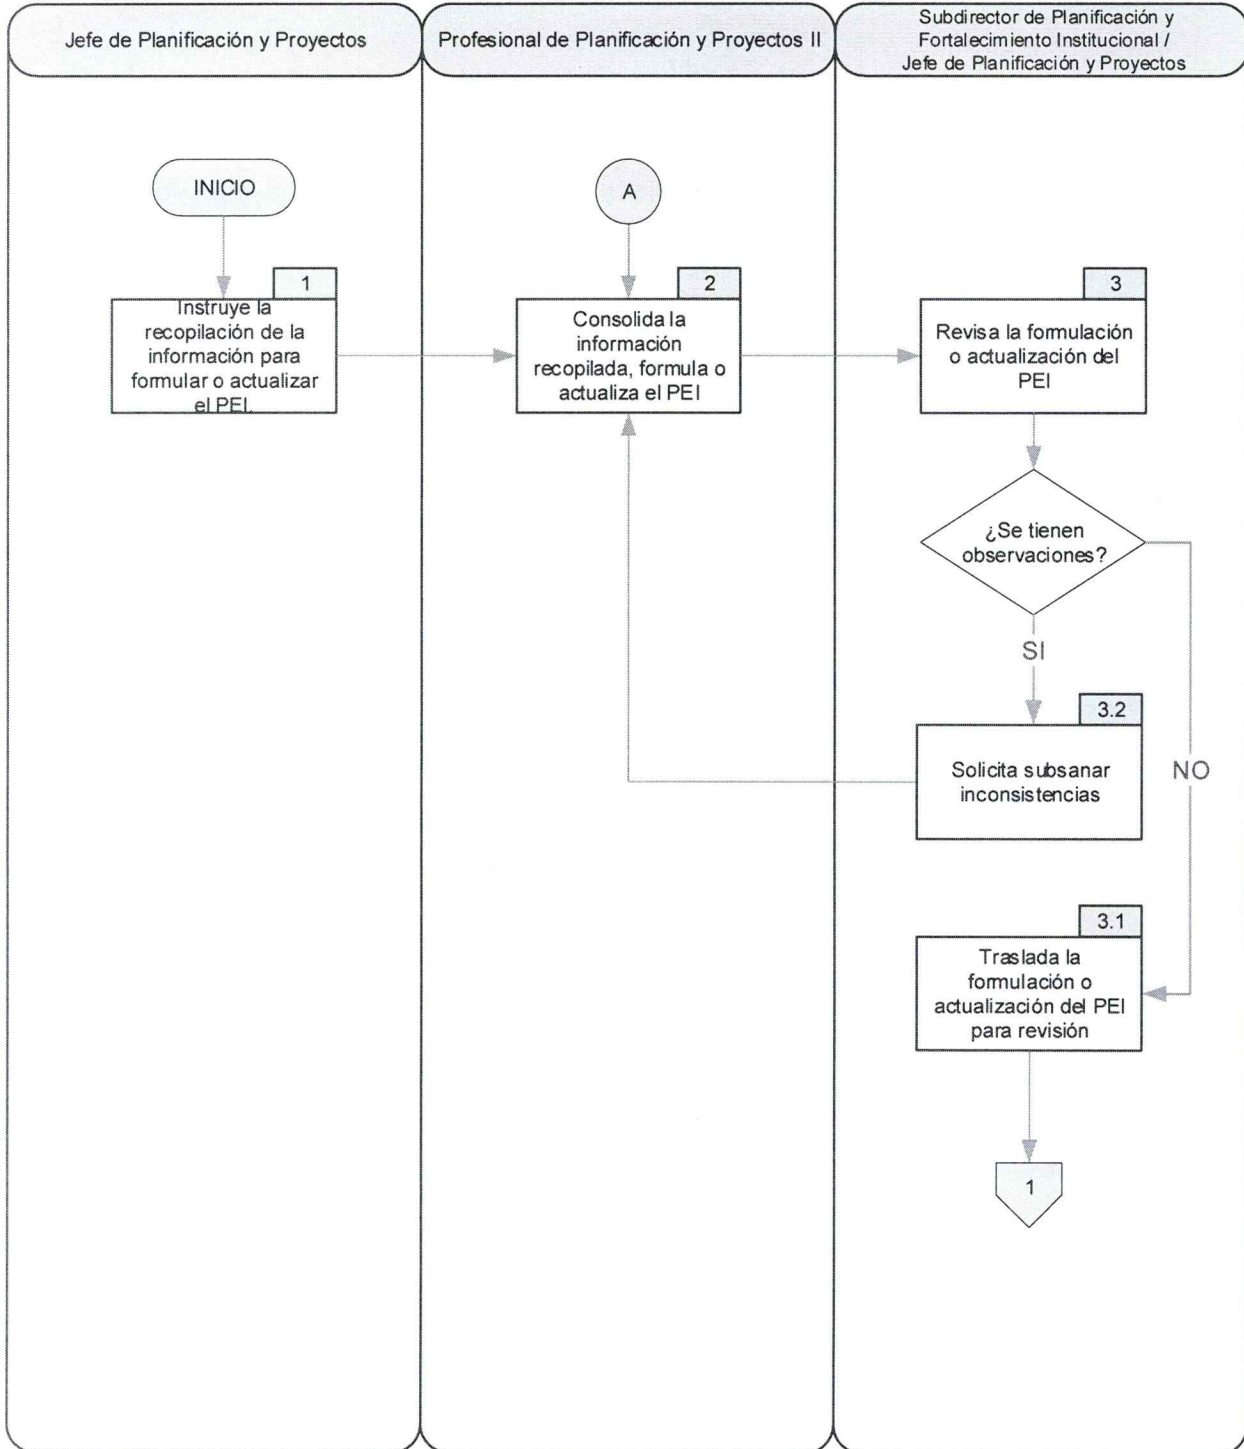 Jefe de Planificación y Proyectos
Profesional de Planificación y Proyectos II
Subdirector de Planificación y
Fortalecimiento Institucional /
Jefe de Planificación y Proyectos
INICIO
A
1
Instruye la
recopilación de la
información para
formular o actualizar
el PEI.
2
Consolida la
información
recopilada, formula o
actualiza el PEI
3
Revisa la formulación
o actualización del
PEI
¿Se tienen
observaciones?
SI
NO
3.2
Solicita subsanar
inconsistencias
3.1
Traslada la
formulación o
actualización del PEI
para revisión
1